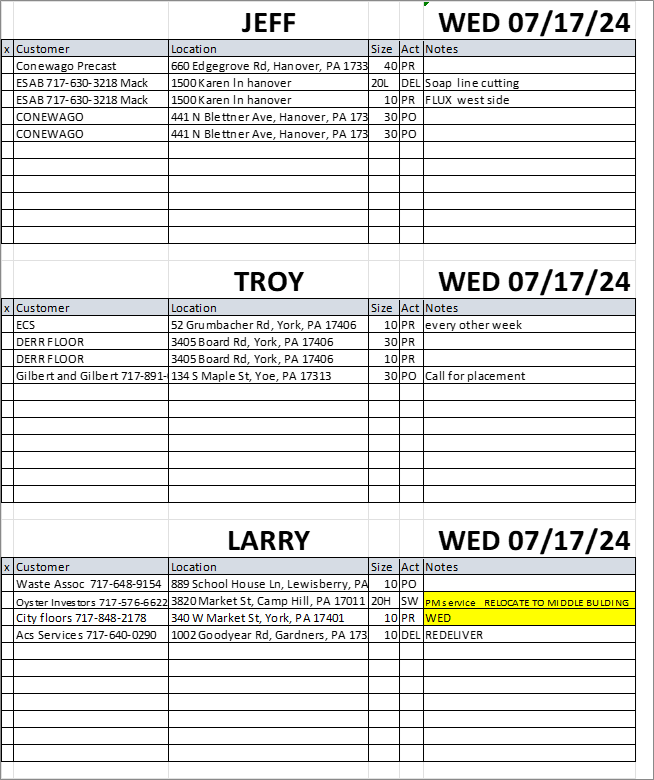 JEFF WED 07/17/24
x Customer Location Size Act Notes
Conewago Precast 660 Edgegrove Rd, Hanover, PA 1733 40 PR
ESAB 717-630-3218 Mack 1500 Karen ln hanover 20L DEL Soap line cutting
ESAB 717-630-3218 Mack 1500 Karen ln hanover 10 PR FLUX west side
CONEWAGO 441 N Blettner Ave, Hanover, PA 173 30 PO
CONEWAGO 441 N Blettner Ave, Hanover, PA 173 30 PO
TROY WED 07/17/24
x Customer Location Size Act Notes
ECS 52 Grumbacher Rd, York, PA 17406 10 PR every other week
DERR FLOOR 3405 Board Rd, York, PA 17406 30 PR
DERR FLOOR 3405 Board Rd, York, PA 17406 10 PR
Gilbert and Gilbert 717-891- 134 S Maple St, Yoe, PA 17313 30 PO Call for placement
LARRY WED 07/17/24
x Customer Location Size Act Notes
Waste Assoc 717-648-9154 889 School House Ln, Lewisberry, PA 10 PO
Oyster Investors 717-576-6622 3820 Market St, Camp Hill, PA 17011 20H SW PM service RELOCATE TO MIDDLE BULDING
City floors 717-848-2178 340 W Market St, York, PA 17401 10 PR WED
Acs Services 717-640-0290 1002 Goodyear Rd, Gardners, PA 173 10 DEL REDELIVER